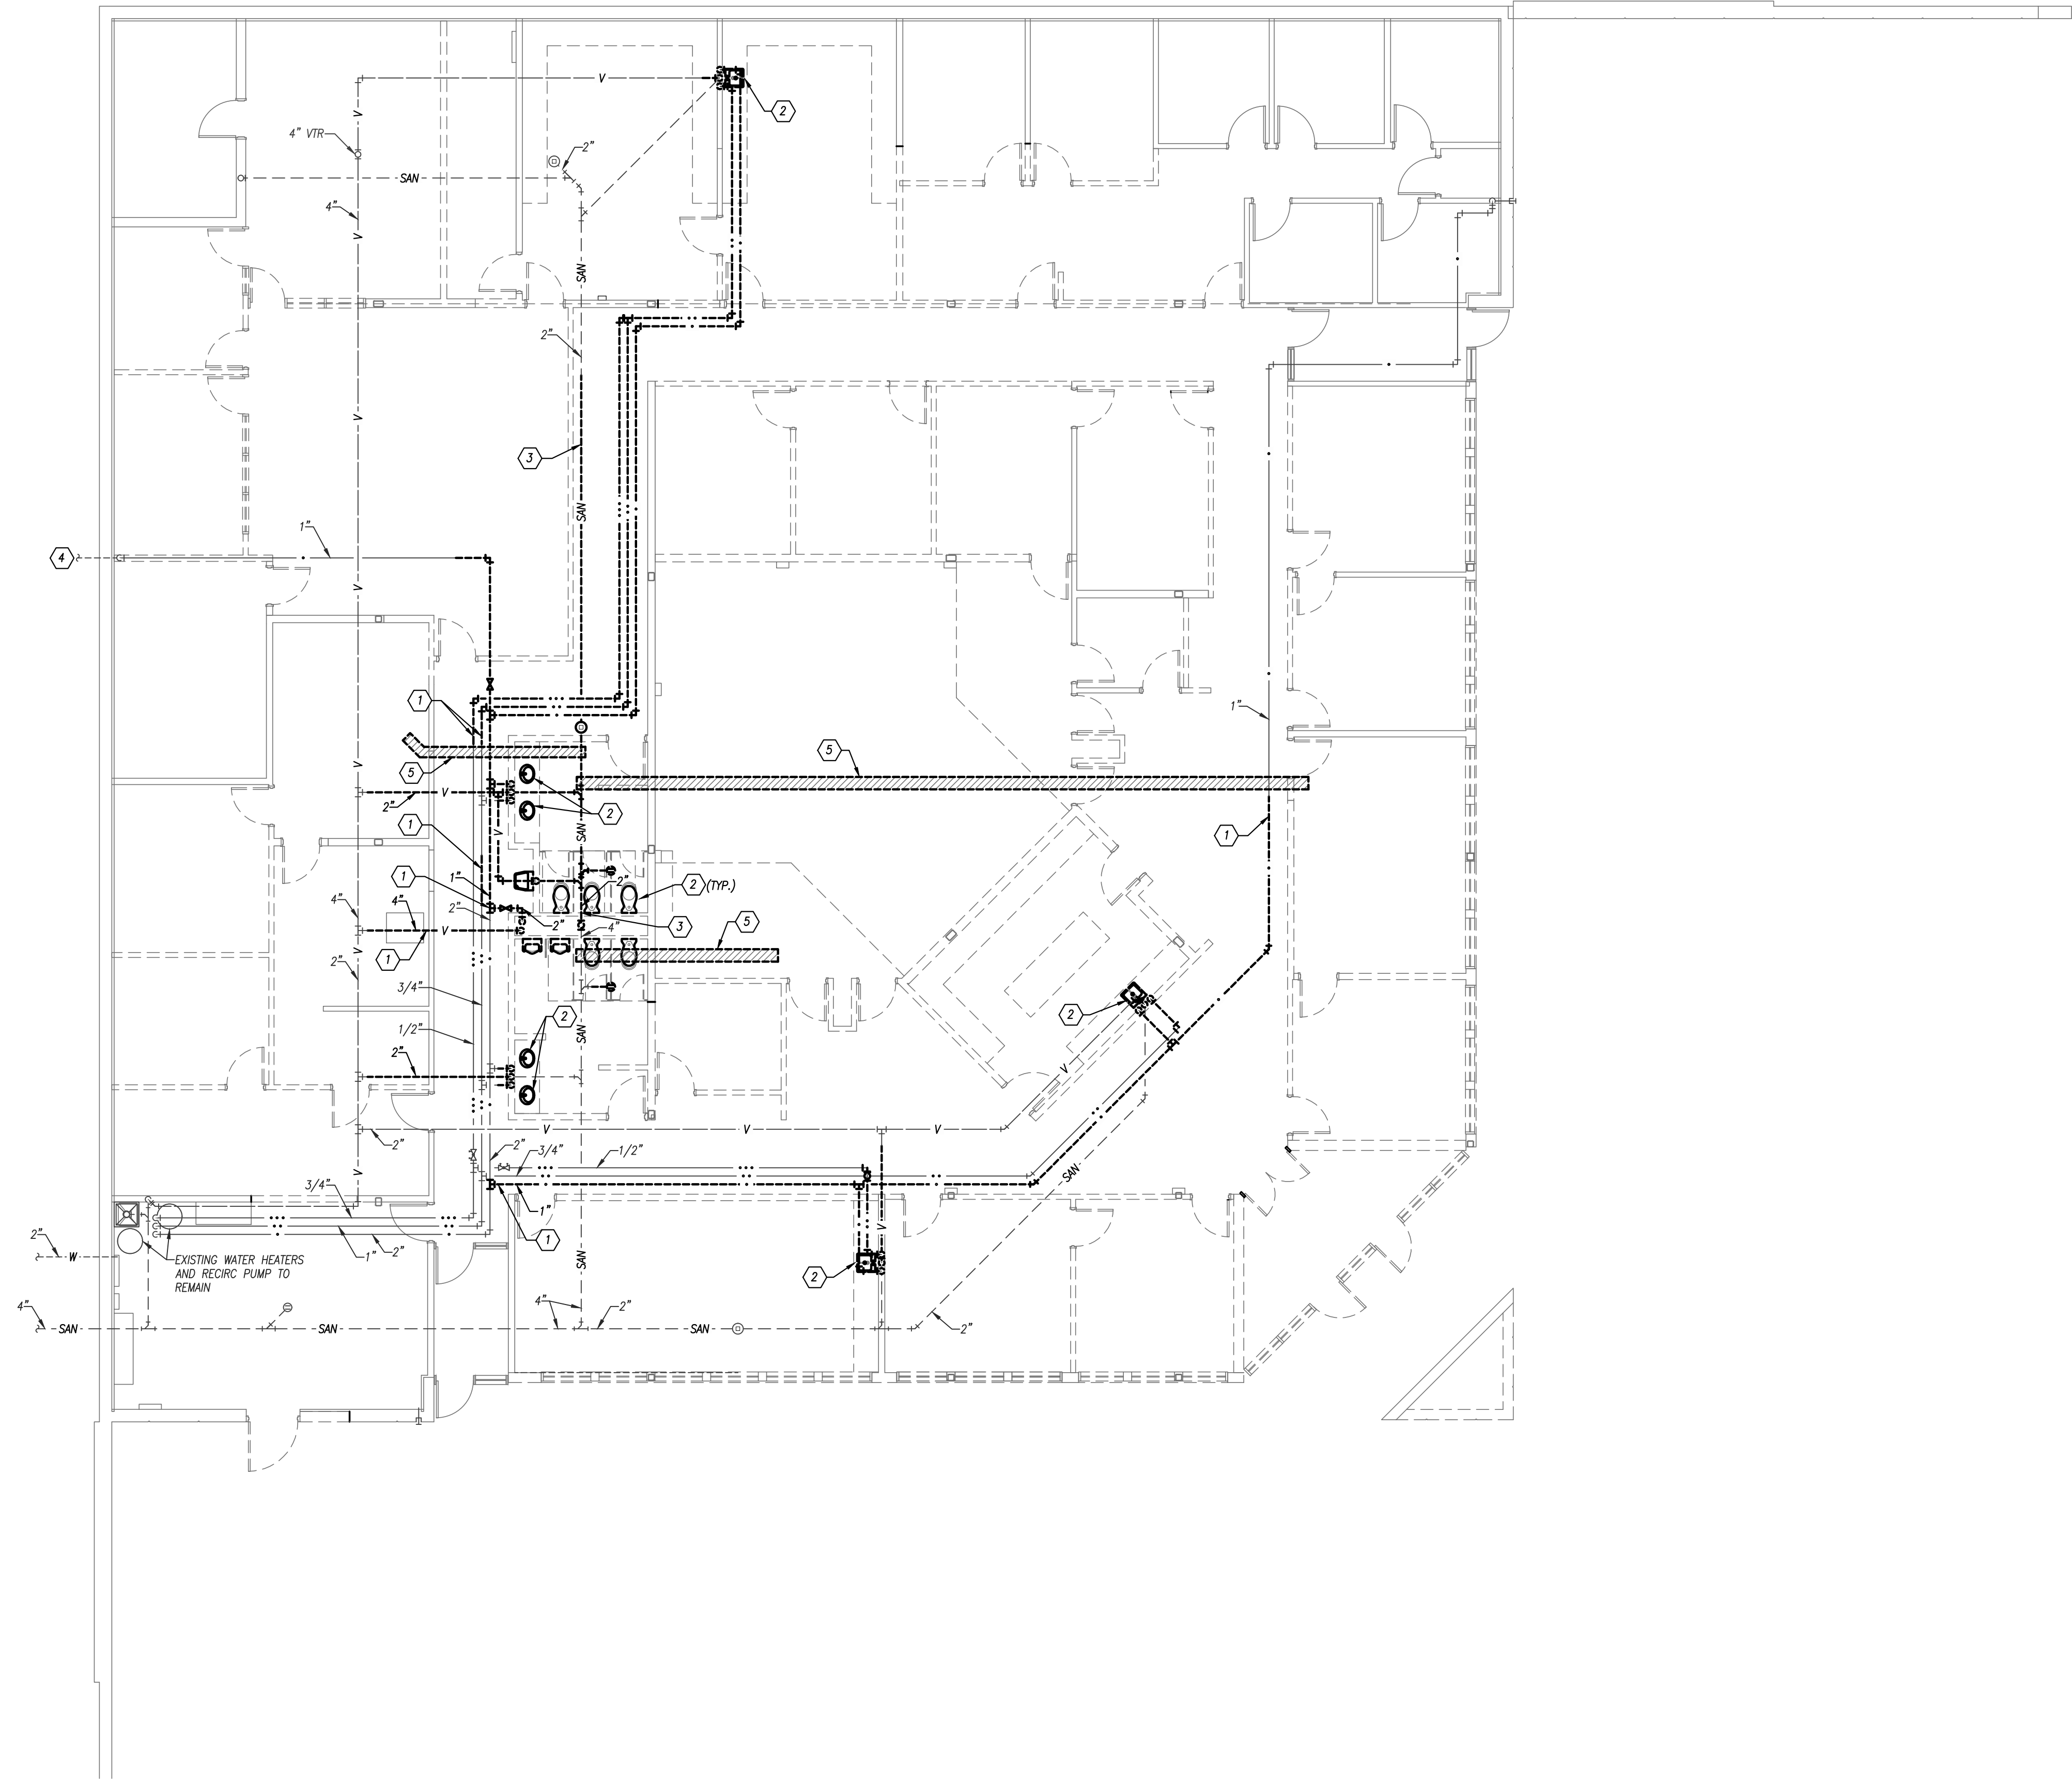 V
2
4" VTR
V
2"
SAN
4"
V
SAN
2"
V
3
SAN
1"
4
V
1
1"
5
5
V
2"
V
2
1
V
SAN
1
1
1"
2"
2 (TYP.)
4"
4"
2"
2"
V
3
5
4"
1
V
2"
3/4"
2
1/2"
2
SAN
2"
V
2"
V
V
V
2"
3/4"
1/2"
SAN
V
3/4"
1"
1
V
2"
W
1"
2"
EXISTING WATER HEATERS
AND RECIRC PUMP TO
REMAIN
SAN
2
4"
SAN
SAN
4"
2"
SAN
2"